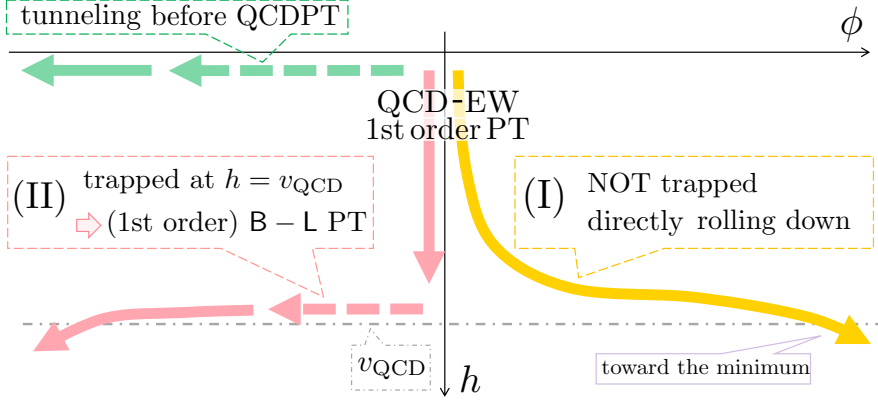 tunneling before QCDPT
ϕ
QCD-EW
1st order PT
(II) trapped at h = v_QCD
(1st order) B − L PT
(I) NOT trapped
directly rolling down
v_QCD
h
toward the minimum